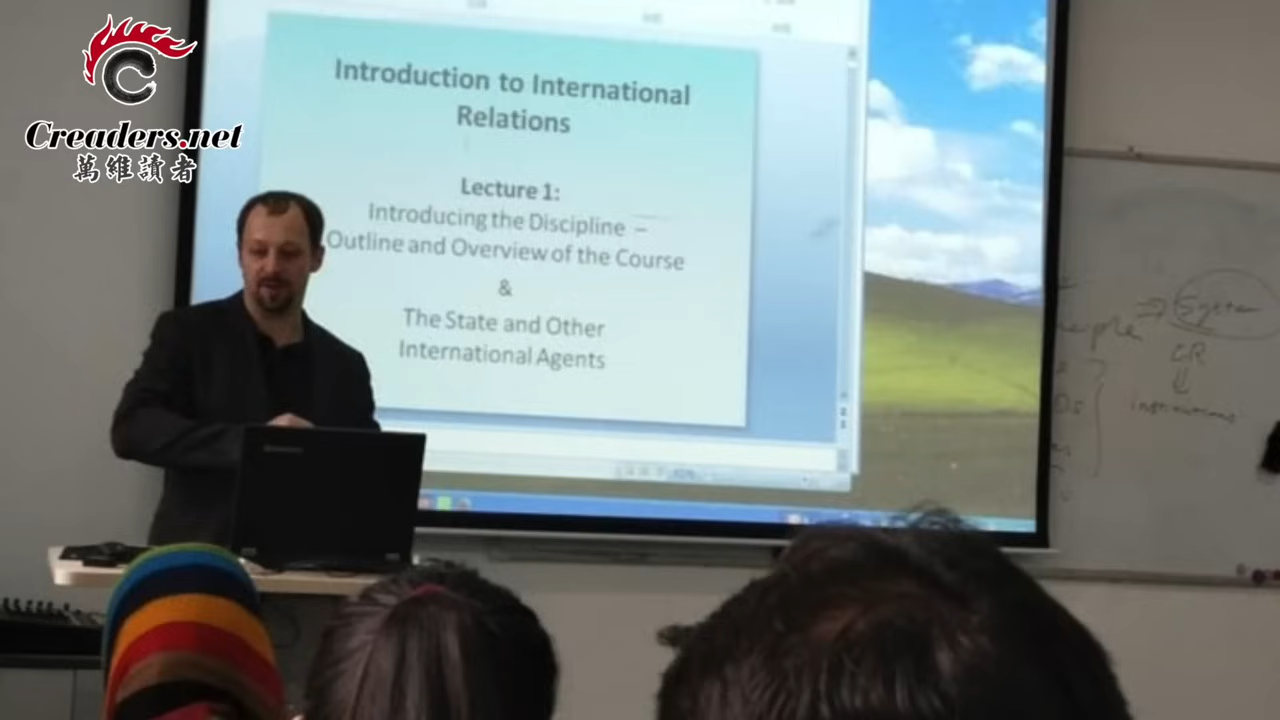 Creaders.net
萬維讀者
Introduction to International
Relations
Lecture 1:
Introducing the Discipline –
Outline and Overview of the Course
&
The State and Other
International Agents
System